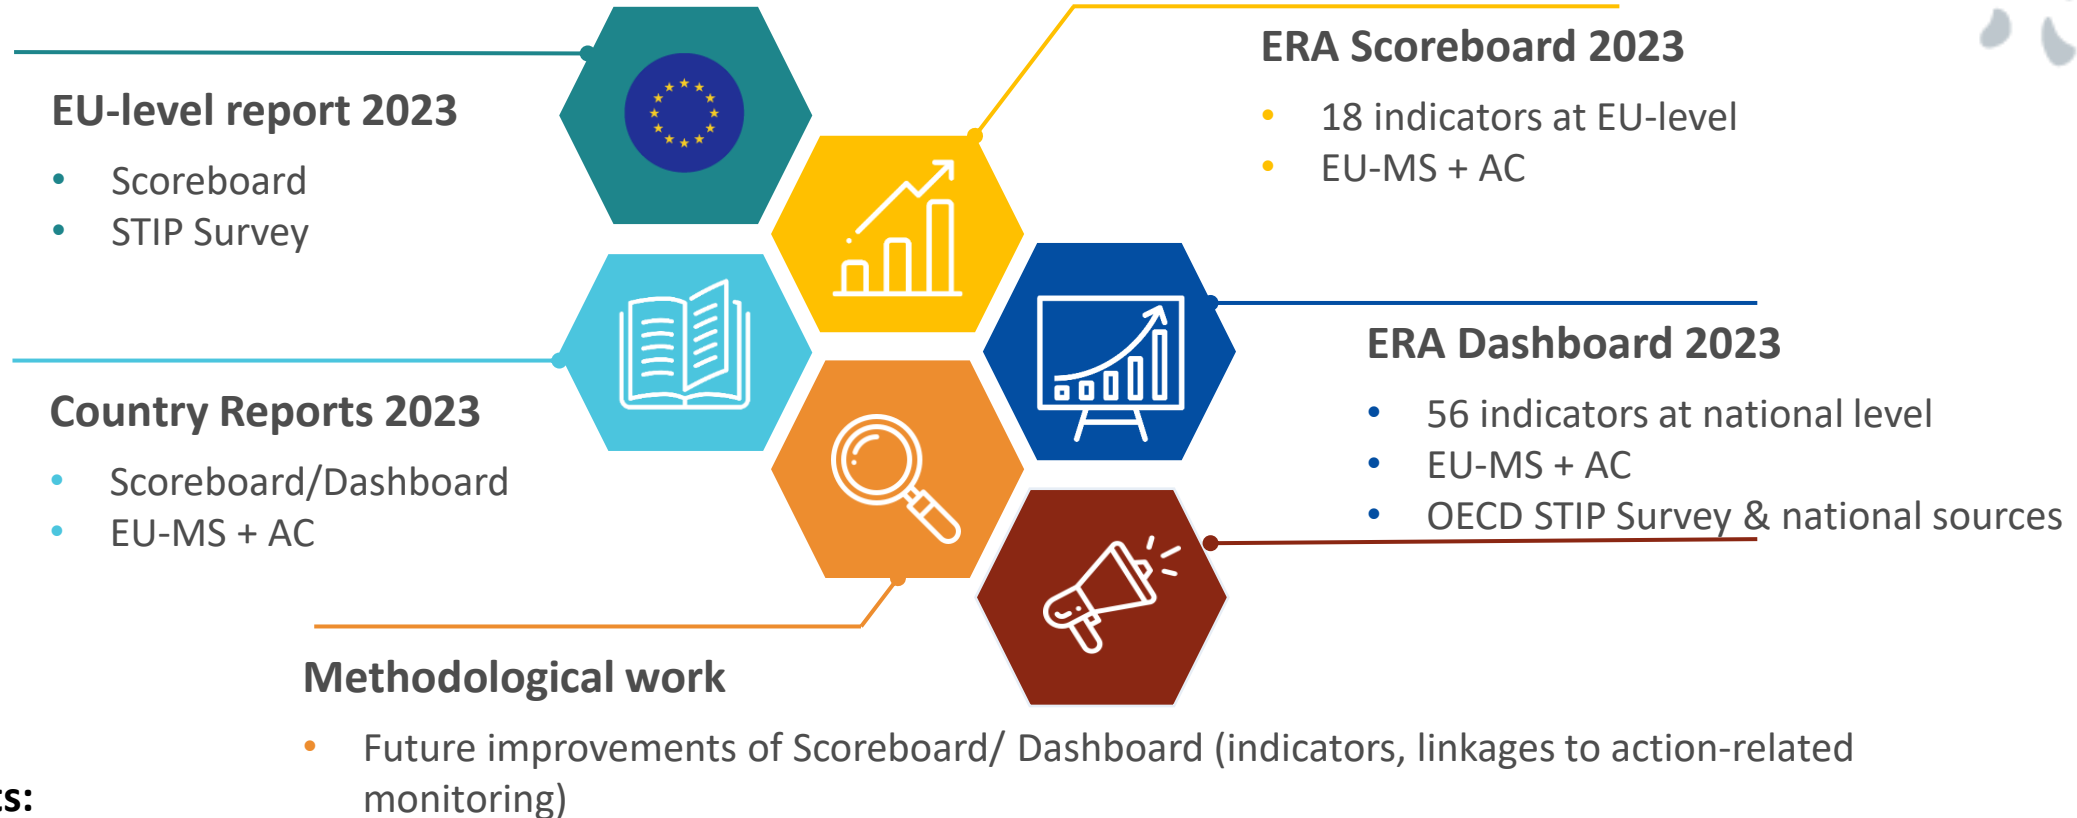 EU-level report 2023
• Scoreboard
• STIP Survey
ERA Scoreboard 2023
• 18 indicators at EU-level
• EU-MS + AC
Country Reports 2023
• Scoreboard/Dashboard
• EU-MS + AC
ERA Dashboard 2023
• 56 indicators at national level
• EU-MS + AC
• OECD STIP Survey & national sources
Methodological work
• Future improvements of Scoreboard/ Dashboard (indicators, linkages to action-related
monitoring)
ts: